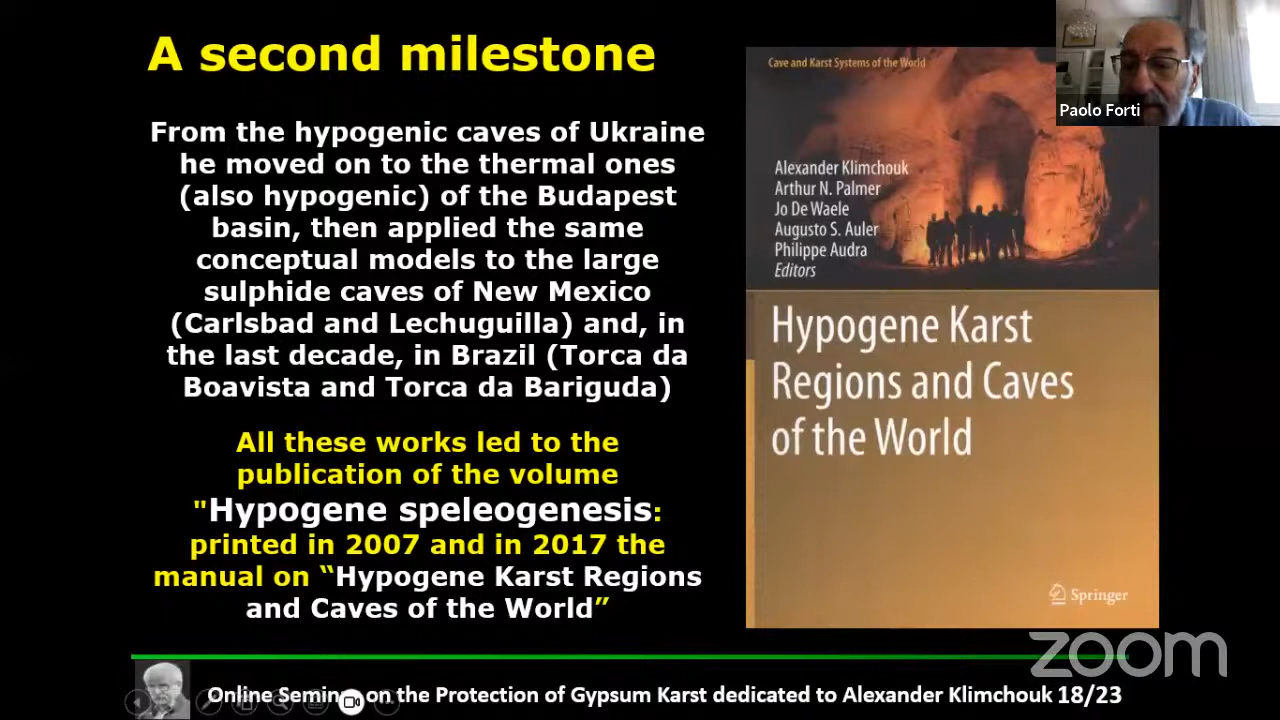 A second milestone
From the hypogenic caves of Ukraine
he moved on to the thermal ones
(also hypogenic) of the Budapest
basin, then applied the same
conceptual models to the large
sulphide caves of New Mexico
(Carlsbad and Lechuguilla) and, in
the last decade, in Brazil (Torca da
Boavista and Torca da Bariguda)
All these works led to the
publication of the volume
"Hypogene speleogenesis:
printed in 2007 and in 2017 the
manual on “Hypogene Karst Regions
and Caves of the World”
Cave and Karst Systems of the World
Alexander Klimchouk
Arthur N. Palmer
Jo De Waele
Augusto S. Auler
Philippe Audra
Editors
Hypogene Karst
Regions and Caves
of the World
Springer
Paolo Forti
zoom
Online Seminar on the Protection of Gypsum Karst dedicated to Alexander Klimchouk 18/23